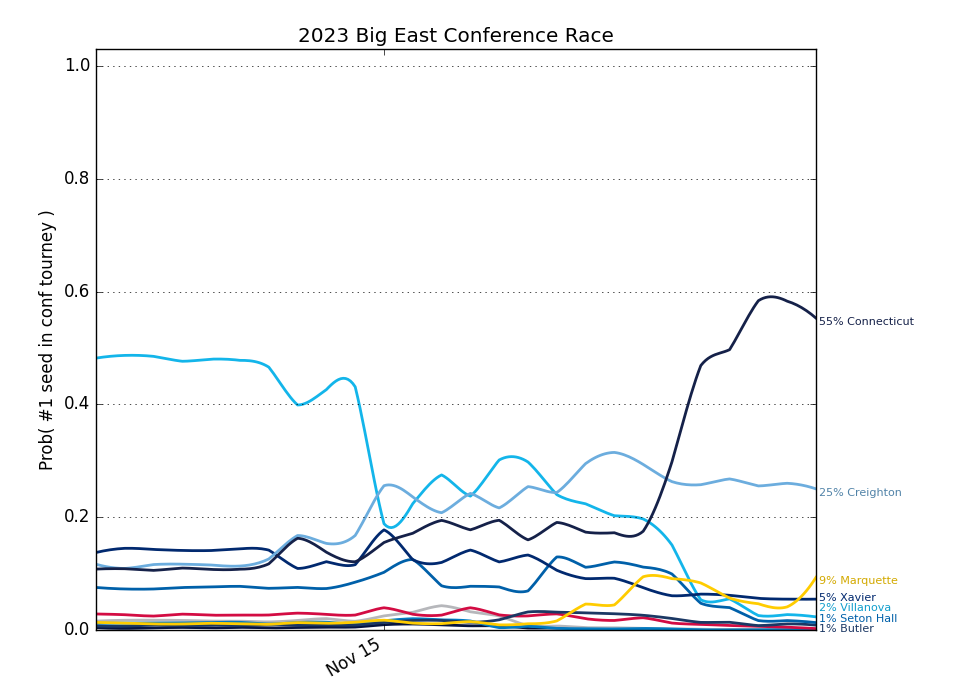 2023 Big East Conference Race
Prob( #1 seed in conf tourney )
1.0
0.8
0.6
0.4
0.2
0.0
Nov 15
55% Connecticut
25% Creighton
9% Marquette
5% Xavier
2% Villanova
1% Seton Hall
1% Butler